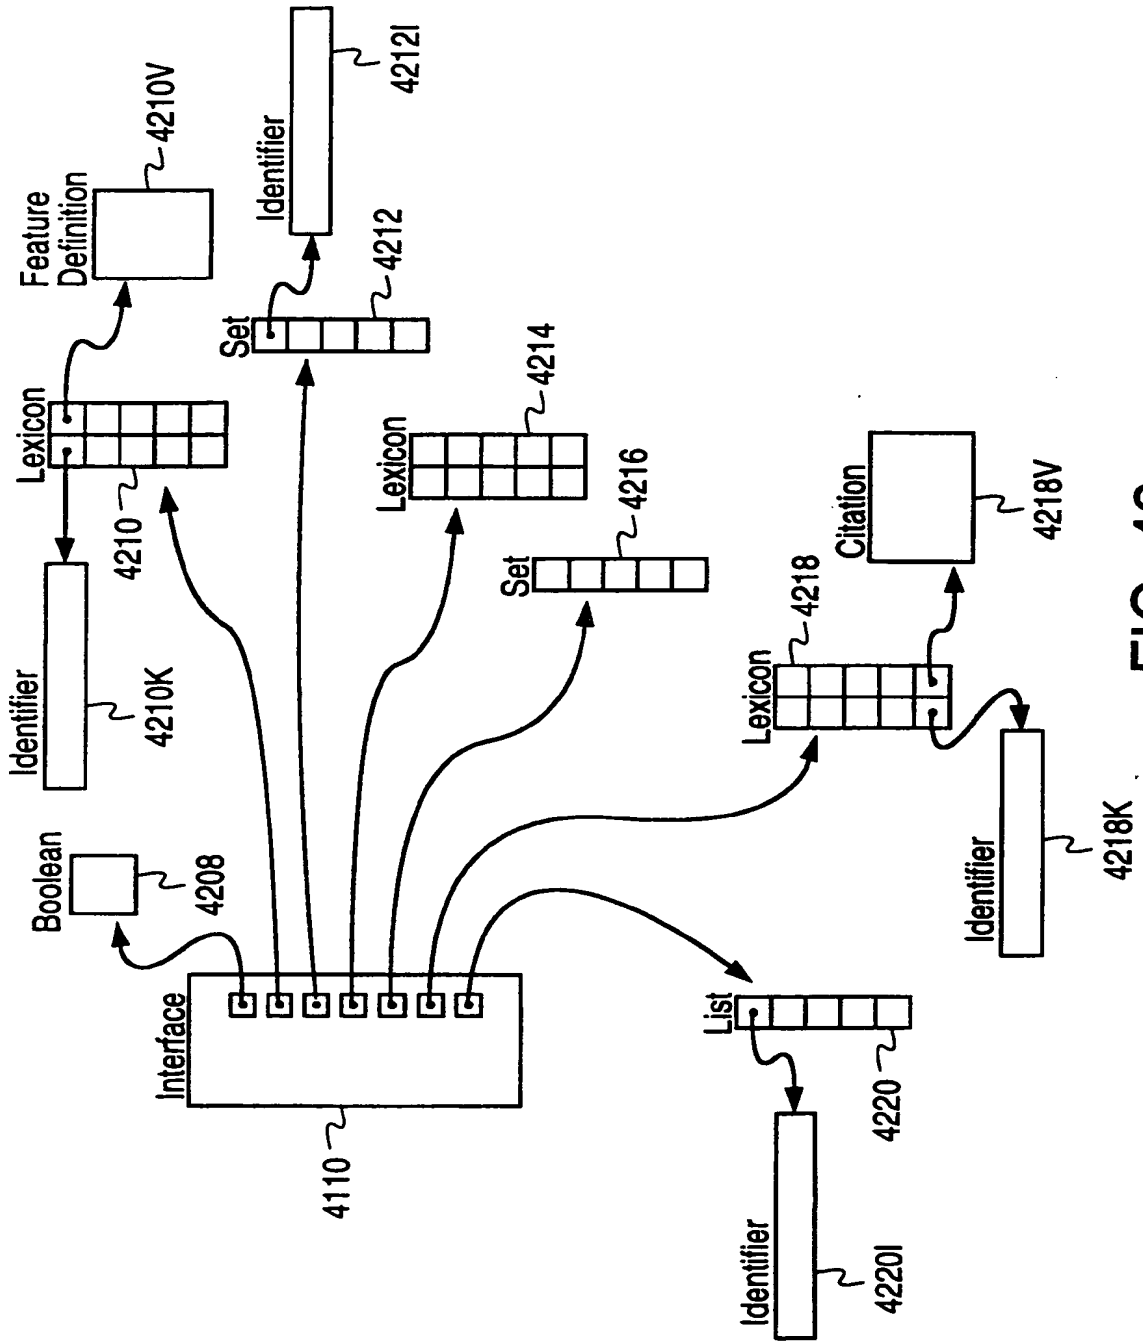 Identifier
4210K
Lexicon
4210
Feature
Definition
4210V
Boolean
4208
Interface
4110
Set
4212
Identifier
4212I
Lexicon
4214
Set
4216
Lexicon
4218
Citation
4218V
Identifier
4218K
List
4220
Identifier
4220I
FIG.